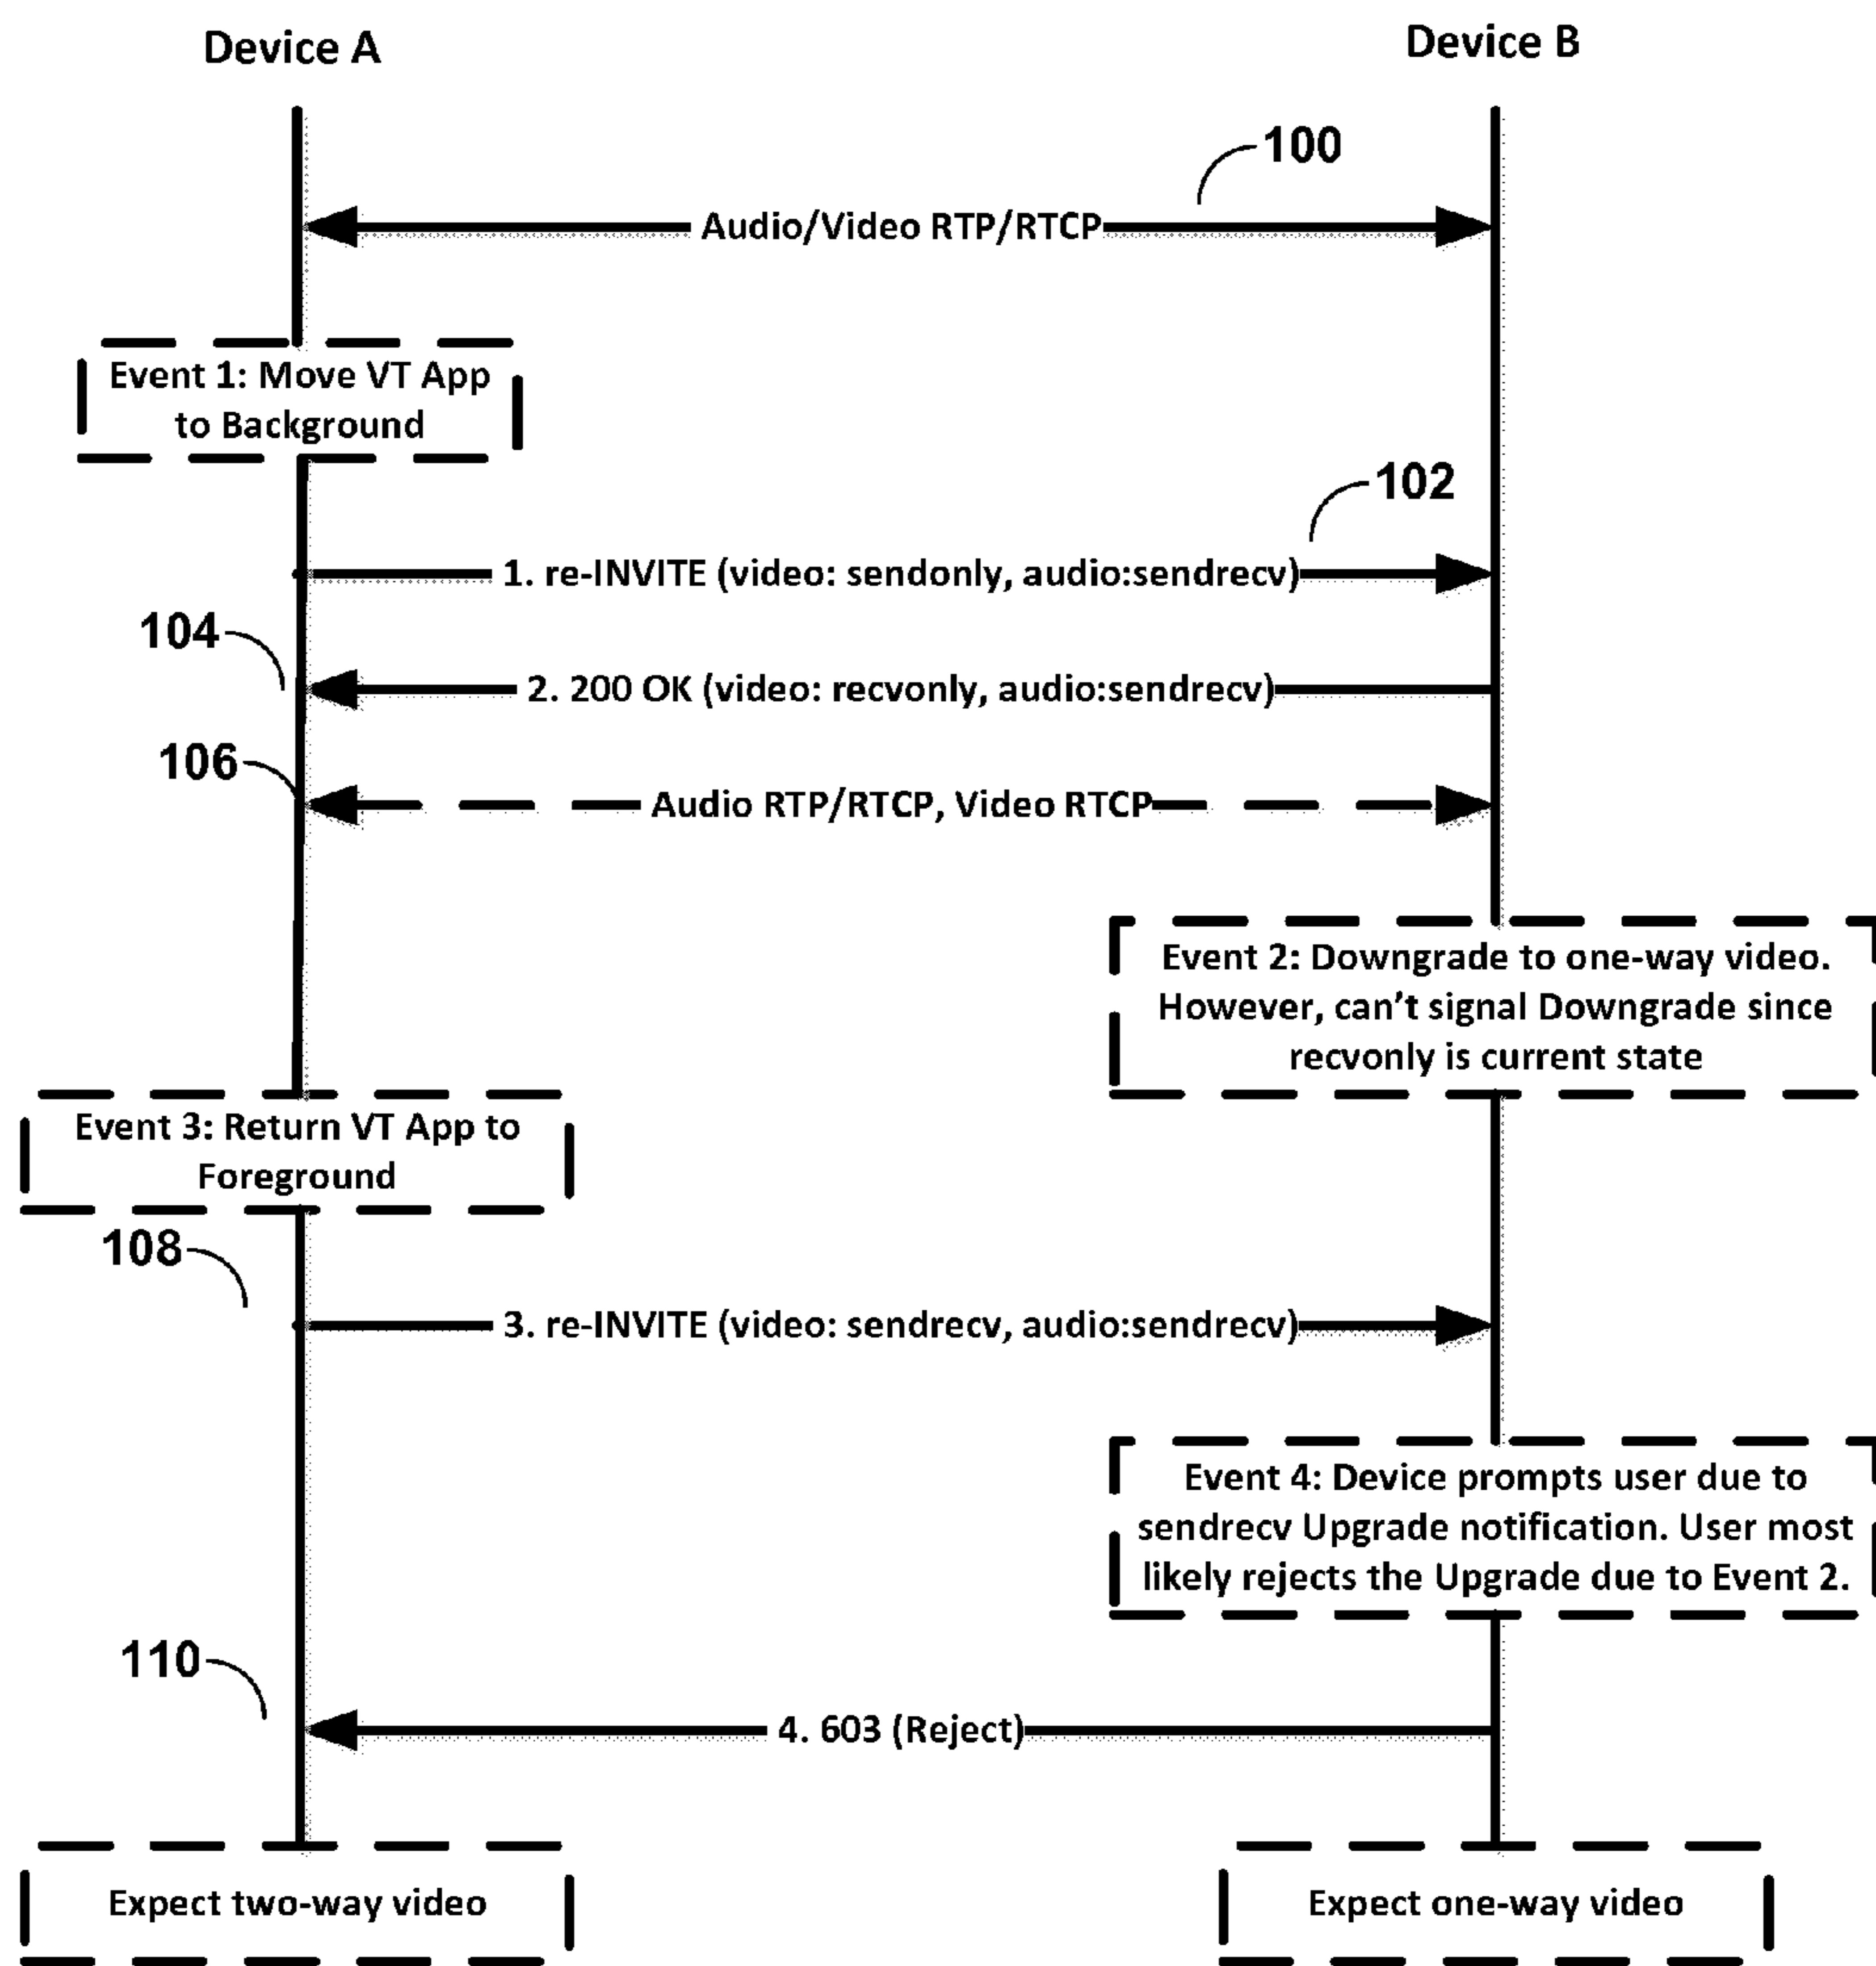 Device A
Device B
100
Audio/Video RTP/RTCP
Event 1: Move VT App
to Background
102
1. re-INVITE (video: sendonly, audio:sendrecv)
104
2. 200 OK (video: recvonly, audio:sendrecv)
106
Audio RTP/RTCP, Video RTCP
Event 2: Downgrade to one-way video.
However, can't signal Downgrade since
recvonly is current state
Event 3: Return VT App to
Foreground
108
3. re-INVITE (video: sendrecv, audio:sendrecv)
Event 4: Device prompts user due to
sendrecv Upgrade notification. User most
likely rejects the Upgrade due to Event 2.
110
4. 603 (Reject)
Expect two-way video
Expect one-way video